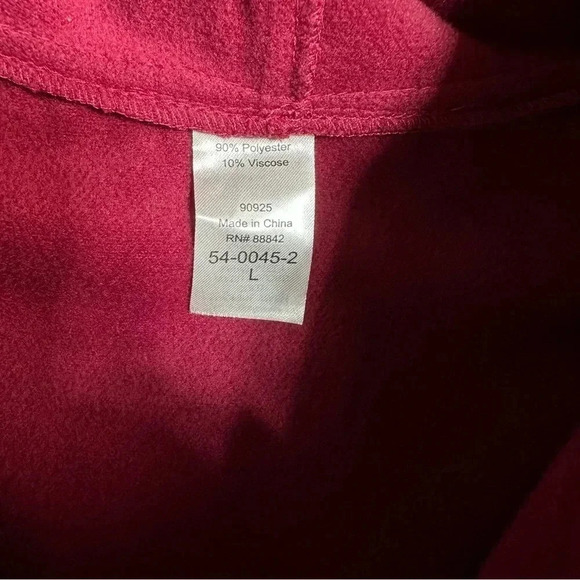 90% Polyester
10% Viscose
90925
Made in China
RN# 88842
54-0045-2
L